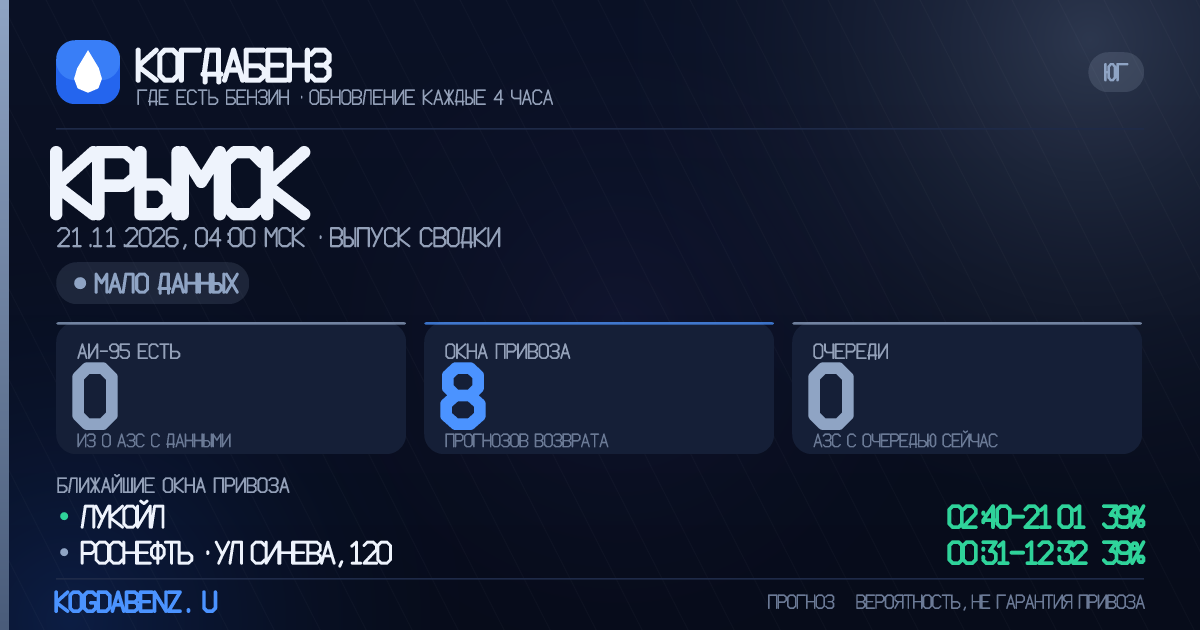 КОГДАБЕНЗ
ГДЕ ЕСТЬ БЕНЗИН · ОБНОВЛЕНИЕ КАЖДЫЕ 4 ЧАСА
ЮГ
КРЫМСК
21.11.2026, 04:00 МСК · ВЫПУСК СВОДКИ
МАЛО ДАННЫХ
АИ-95 ЕСТЬ
0
ИЗ 0 АЗС С ДАННЫМИ
ОКНА ПРИВОЗА
8
ПРОГНОЗОВ ВОЗВРАТА
ОЧЕРЕДИ
0
АЗС С ОЧЕРЕДЬЮ СЕЙЧАС
БЛИЖАЙШИЕ ОКНА ПРИВОЗА
• ЛУКОЙЛ 02:40-21 01 39%
• РОСНЕФТЬ · УЛ СИНЕВА, 120 00:31-12:32 39%
KOGDABENZ. U
ПРОГНОЗ ВЕРОЯТНОСТЬ, НЕ ГАРАНТИЯ ПРИВОЗА